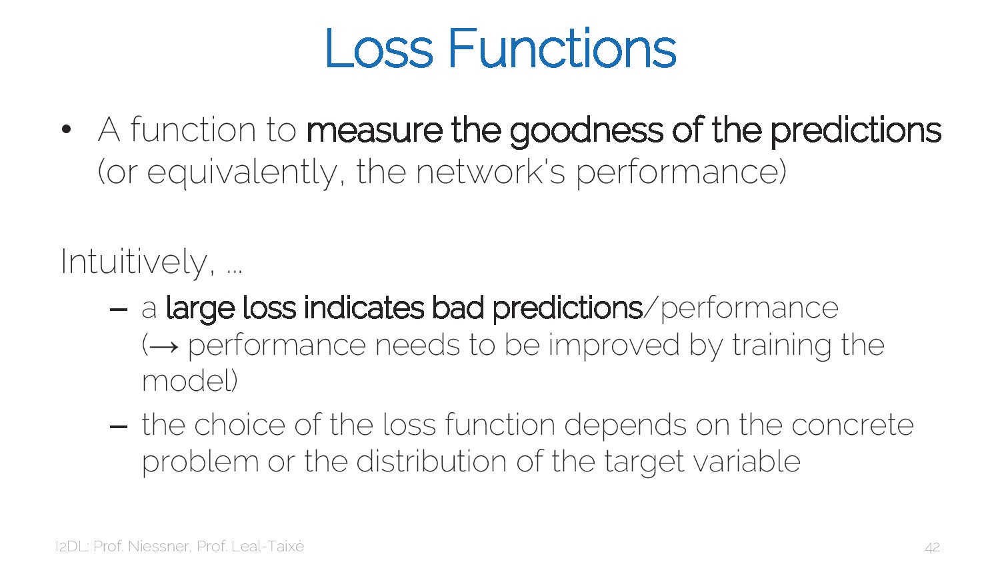 Loss Functions
• A function to measure the goodness of the predictions
(or equivalently, the network's performance)
Intuitively, ...
– a large loss indicates bad predictions/performance
(→ performance needs to be improved by training the
model)
– the choice of the loss function depends on the concrete
problem or the distribution of the target variable
I2DL: Prof. Niessner, Prof. Leal-Taixé
42